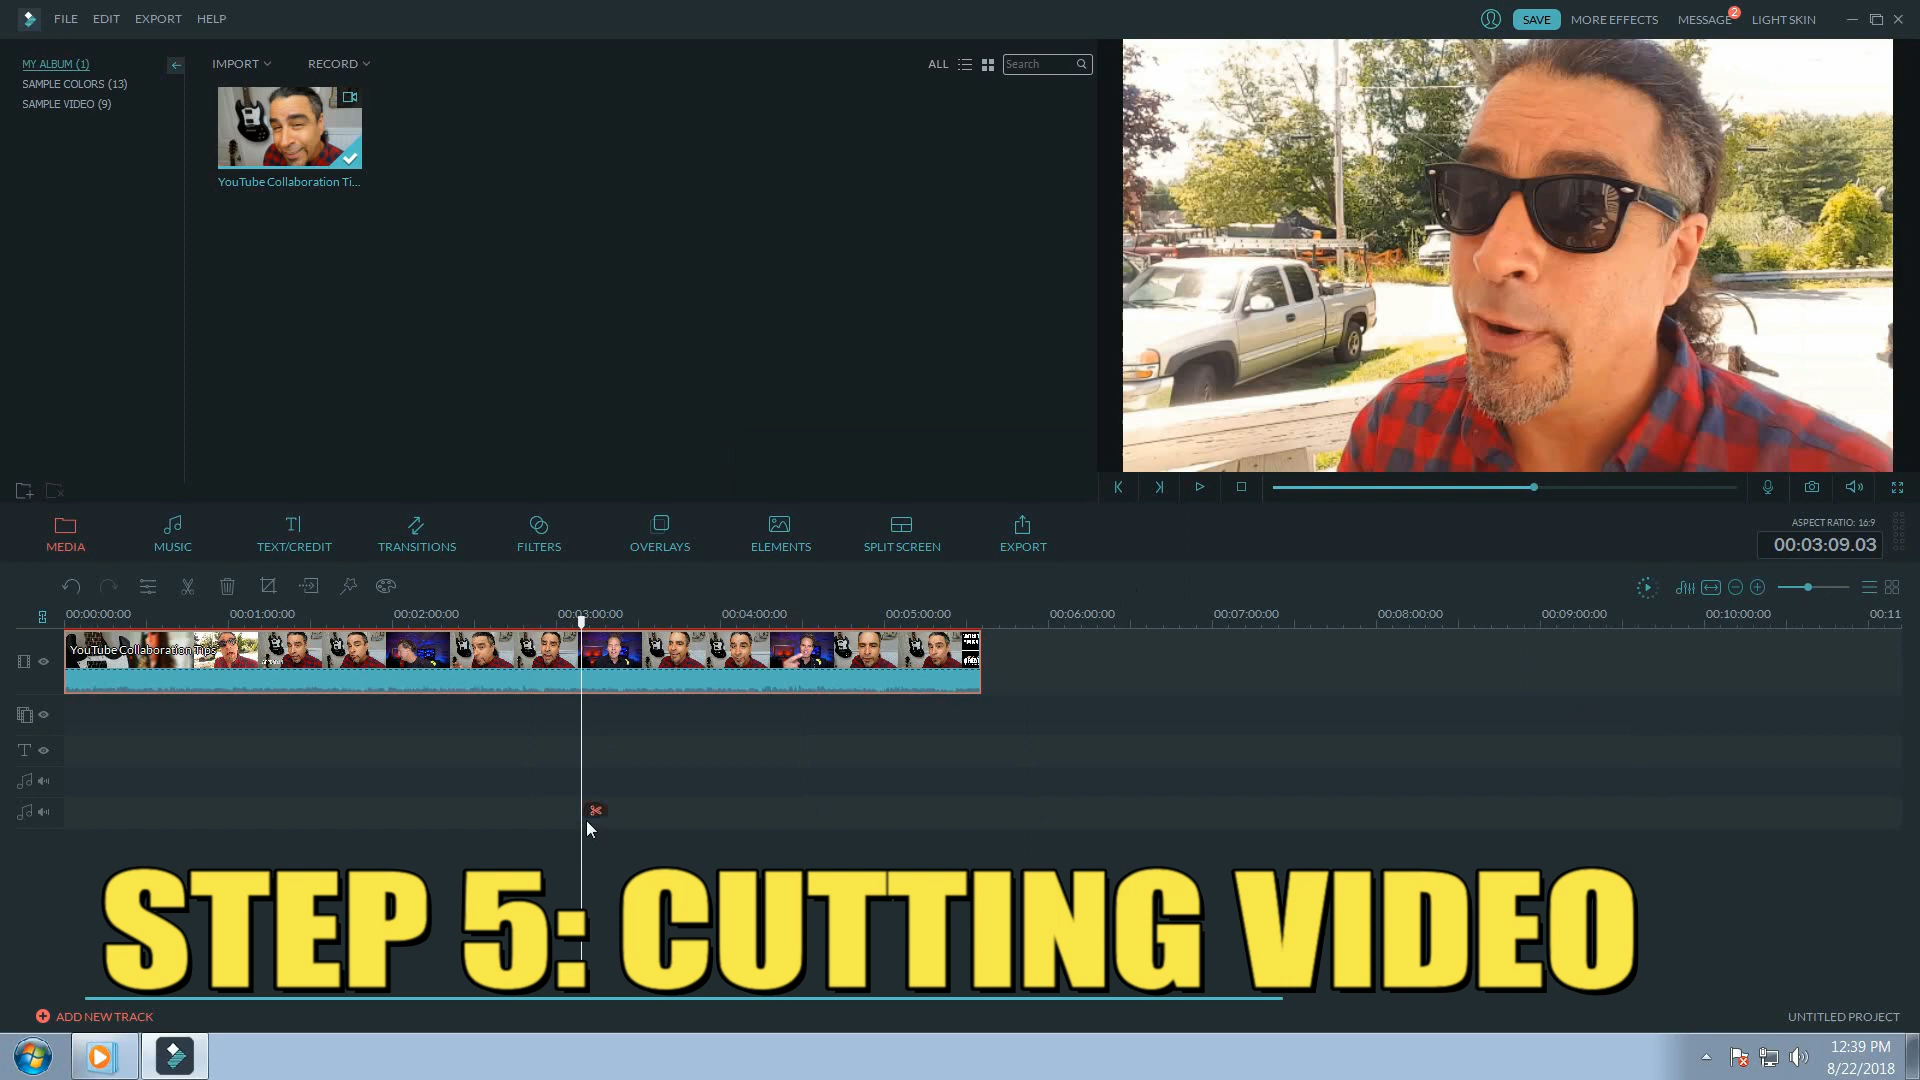 FILE EDIT EXPORT HELP
SAVE MORE EFFECTS MESSAGE 2 LIGHT SKIN
MY ALBUM (1)
SAMPLE COLORS (13)
SAMPLE VIDEO (9)
IMPORT RECORD
ALL Search
YouTube Collaboration Ti...
MEDIA MUSIC TEXT/CREDIT TRANSITIONS FILTERS OVERLAYS ELEMENTS SPLIT SCREEN EXPORT
ASPECT RATIO: 16:9
00:03:09.03
00:00:00:00 00:01:00:00 00:02:00:00 00:03:00:00 00:04:00:00 00:05:00:00 00:06:00:00 00:07:00:00 00:08:00:00 00:09:00:00 00:10:00:00 00:11
YouTube Collaboration Tips
STEP 5: CUTTING VIDEO
ADD NEW TRACK
UNTITLED PROJECT
12:39 PM
8/22/2018